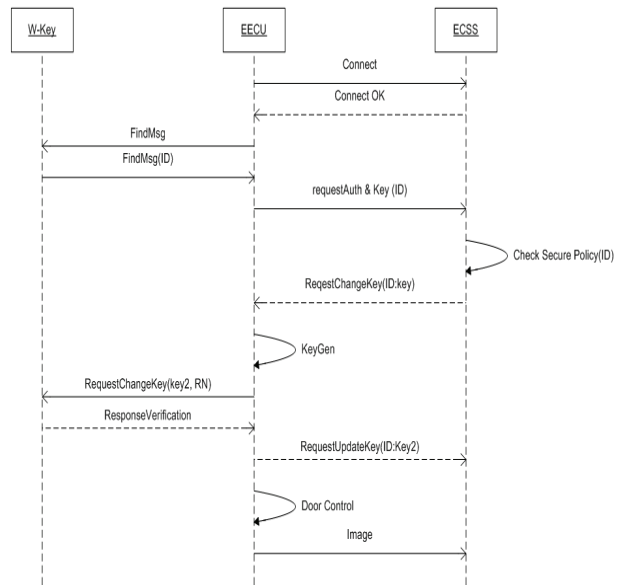 W-Key
EECU
ECSS
Connect
Connect OK
FindMsg
FindMsg(ID)
requestAuth & Key (ID)
Check Secure Policy(ID)
ReqestChangeKey(ID:key)
KeyGen
RequestChangeKey(key2, RN)
ResponseVerification
RequestUpdateKey(ID:Key2)
Door Control
Image